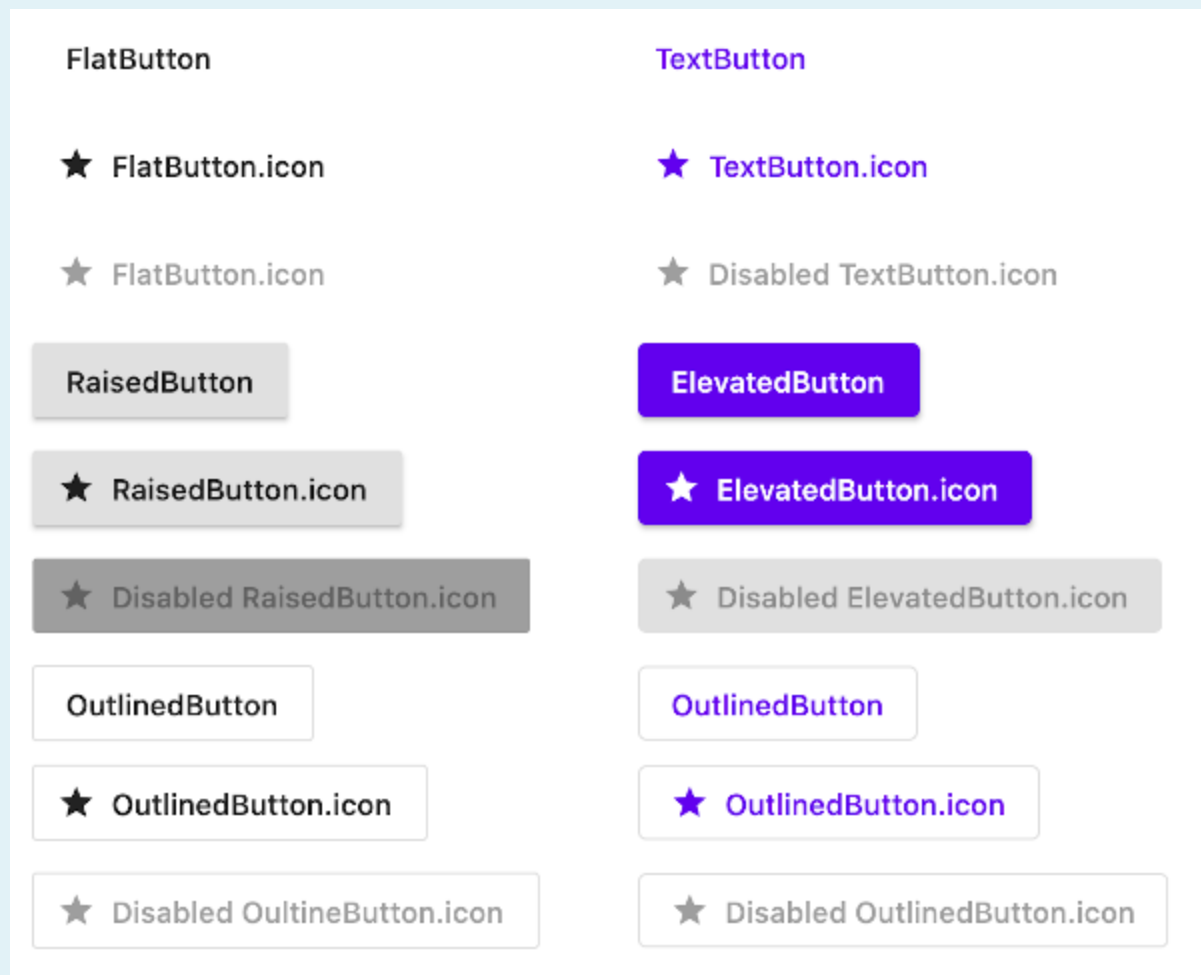 FlatButton
TextButton
FlatButton.icon
TextButton.icon
FlatButton.icon
Disabled TextButton.icon
RaisedButton
ElevatedButton
RaisedButton.icon
ElevatedButton.icon
Disabled RaisedButton.icon
Disabled ElevatedButton.icon
OutlinedButton
OutlinedButton
OutlinedButton.icon
OutlinedButton.icon
Disabled OultineButton.icon
Disabled OutlinedButton.icon